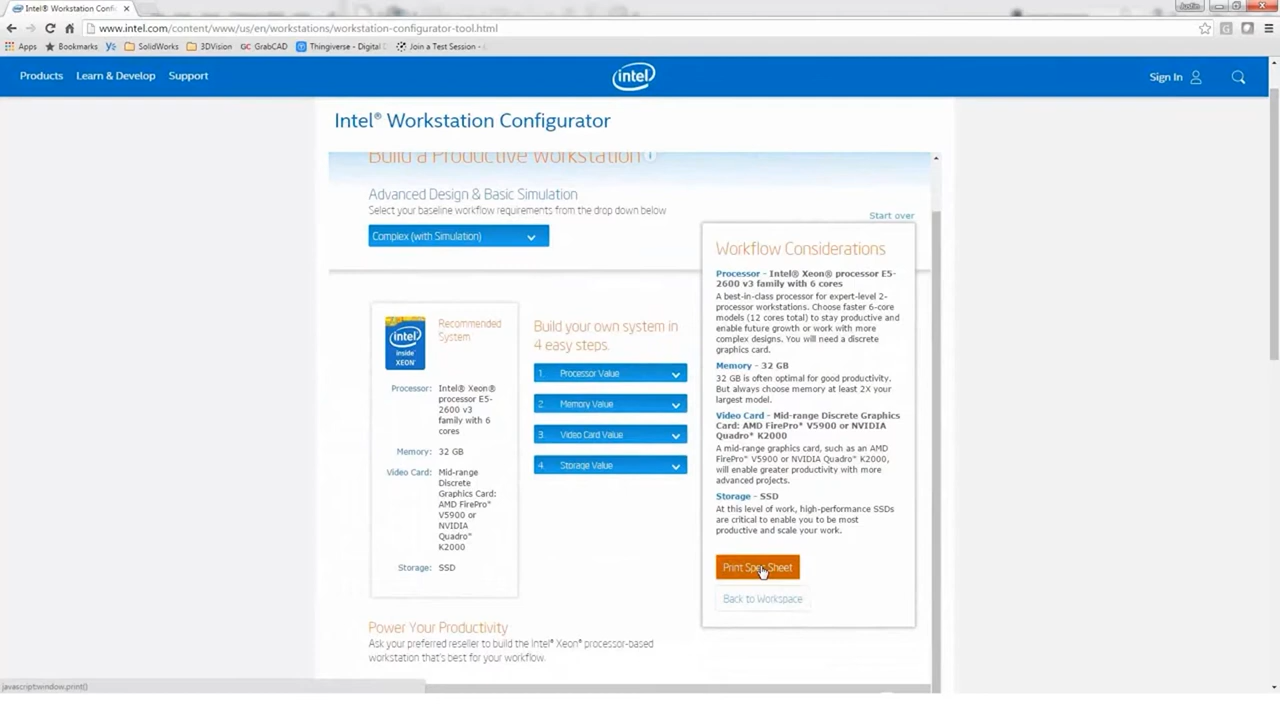 Intel® Workstation Config
Justin
www.intel.com/content/www/us/en/workstations/workstation-configurator-tool.html
Apps
Bookmarks
SolidWorks
3DVision
GC GrabCAD
Thingiverse - Digital
Join a Test Session -
Products
Learn & Develop
Support
intel
Sign In
Intel® Workstation Configurator
Build a Productive Workstation
Advanced Design & Basic Simulation
Select your baseline workflow requirements from the drop down below
Start over
Complex (with Simulation)
intel
inside™
XEON®
Recommended
System
Processor: Intel® Xeon®
processor E5-
2600 v3
family with 6
cores
Memory: 32 GB
Video Card: Mid-range
Discrete
Graphics Card:
AMD FirePro*
V5900 or
NVIDIA
Quadro*
K2000
Storage: SSD
Build your own system in
4 easy steps.
1. Processor Value
2. Memory Value
3. Video Card Value
4. Storage Value
Workflow Considerations
Processor - Intel® Xeon® processor E5-
2600 v3 family with 6 cores
A best-in-class processor for expert-level 2-
processor workstations. Choose faster 6-core
models (12 cores total) to stay productive and
enable future growth or work with more
complex designs. You will need a discrete
graphics card.
Memory - 32 GB
32 GB is often optimal for good productivity.
But always choose memory at least 2X your
largest model.
Video Card - Mid-range Discrete Graphics
Card: AMD FirePro* V5900 or NVIDIA
Quadro* K2000
A mid-range graphics card, such as an AMD
FirePro* V5900 or NVIDIA Quadro* K2000,
will enable greater productivity with more
advanced projects.
Storage - SSD
At this level of work, high-performance SSDs
are critical to enable you to be most
productive and scale your work.
Print Spec Sheet
Back to Workspace
Power Your Productivity
Ask your preferred reseller to build the Intel® Xeon® processor-based
workstation that's best for your workflow.
javascript:window.print()